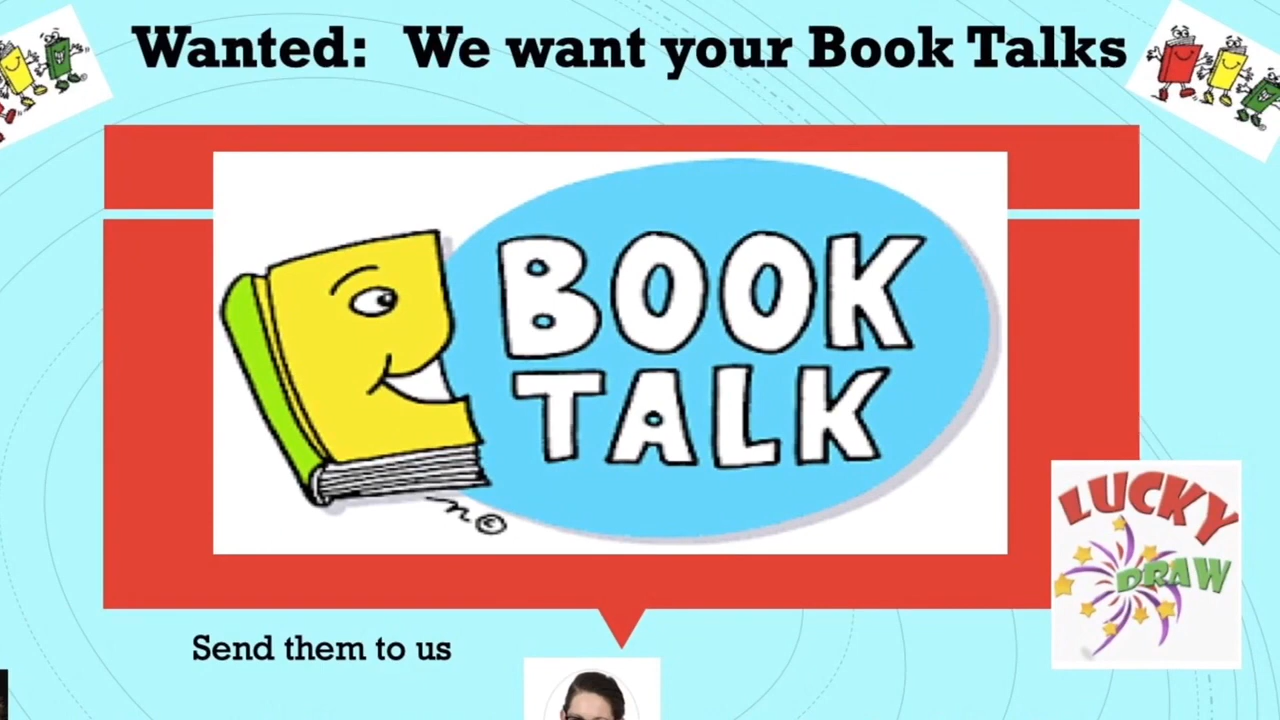 Wanted: We want your Book Talks
BOOK
TALK
n ©
LUCKY
DRAW
Send them to us